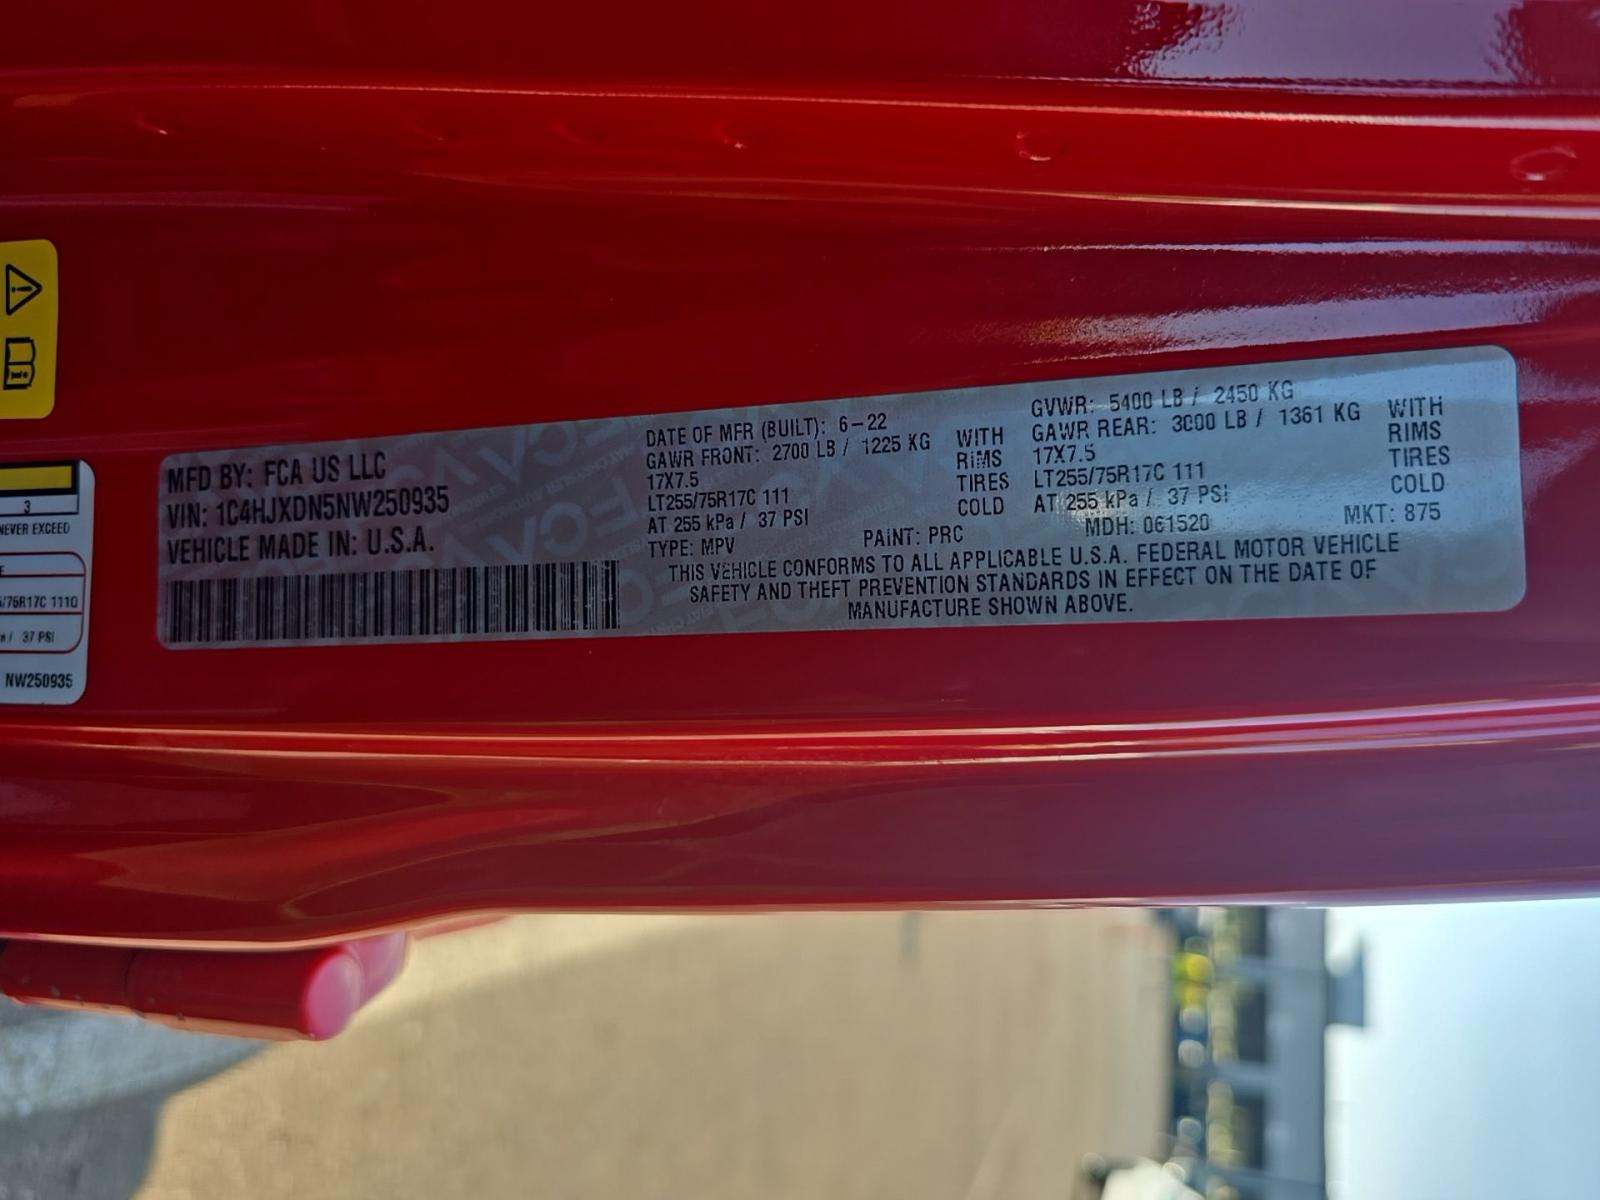 MFD BY: FCA US LLC
VIN: 1C4HJXDN5NW250935
VEHICLE MADE IN: U.S.A.
DATE OF MFR (BUILT): 6-22
GAWR FRONT: 2700 LB / 1225 KG WITH
17X7.5 RIMS
LT255/75R17C 111 TIRES
AT 255 kPa / 37 PSI COLD
TYPE: MPV PAINT: PRC
GVWR: 5400 LB / 2450 KG
GAWR REAR: 3000 LB / 1361 KG WITH
17X7.5 RIMS
LT255/75R17C 111 TIRES
AT 255 kPa / 37 PSI COLD
MDH: 061520 MKT: 875
THIS VEHICLE CONFORMS TO ALL APPLICABLE U.S.A. FEDERAL MOTOR VEHICLE
SAFETY AND THEFT PREVENTION STANDARDS IN EFFECT ON THE DATE OF
MANUFACTURE SHOWN ABOVE.
3
NEVER EXCEED
/75R17C 111Q
/ 37 PSI
NW250935